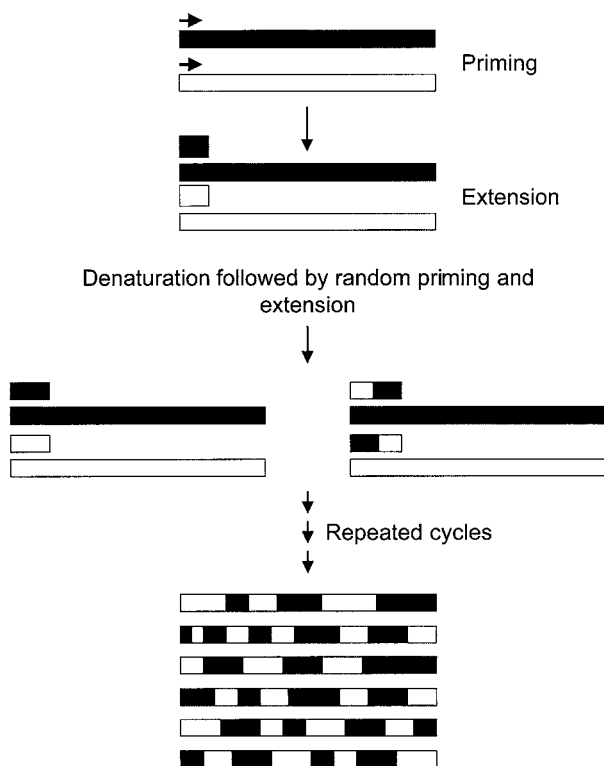 Priming
Extension
Denaturation followed by random priming and
extension
Repeated cycles